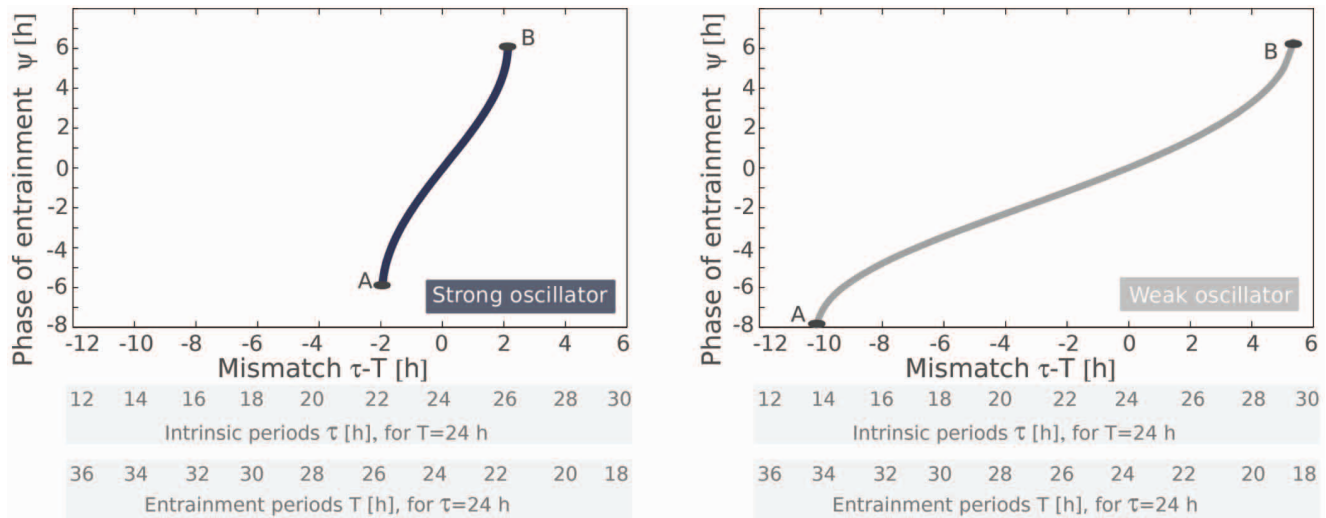 Phase of entrainment ψ [h]
6
4
2
0
-2
-4
-6
-8
B
A
Strong oscillator
-12 -10 -8 -6 -4 -2 0 2 4 6
Mismatch τ-T [h]
12 14 16 18 20 22 24 26 28 30
Intrinsic periods τ [h], for T=24 h
36 34 32 30 28 26 24 22 20 18
Entrainment periods T [h], for τ=24 h
Phase of entrainment ψ [h]
6
4
2
0
-2
-4
-6
-8
B
A
Weak oscillator
-12 -10 -8 -6 -4 -2 0 2 4 6
Mismatch τ-T [h]
12 14 16 18 20 22 24 26 28 30
Intrinsic periods τ [h], for T=24 h
36 34 32 30 28 26 24 22 20 18
Entrainment periods T [h], for τ=24 h